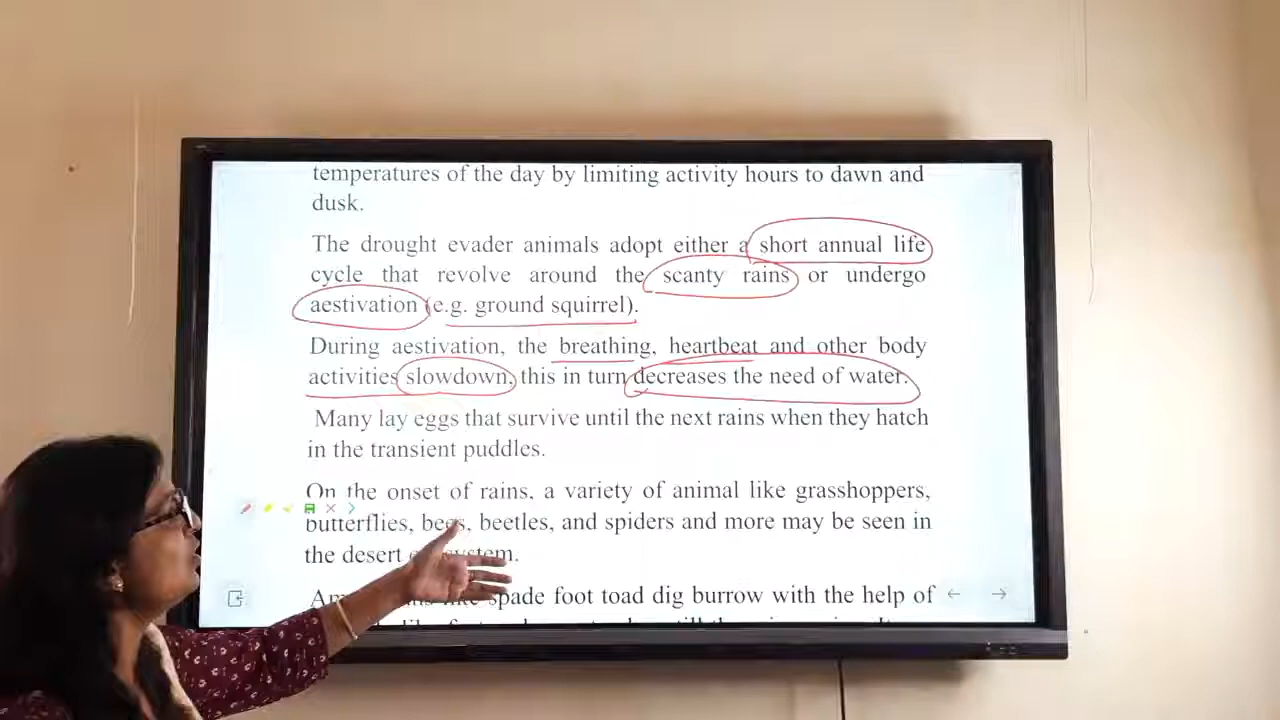 temperatures of the day by limiting activity hours to dawn and
dusk.
The drought evader animals adopt either a short annual life
cycle that revolve around the scanty rains or undergo
aestivation (e.g. ground squirrel).
During aestivation, the breathing, heartbeat and other body
activities slowdown, this in turn decreases the need of water.
Many lay eggs that survive until the next rains when they hatch
in the transient puddles.
On the onset of rains, a variety of animal like grasshoppers,
butterflies, bees, beetles, and spiders and more may be seen in
the desert ecosystem.
spade foot toad dig burrow with the help of